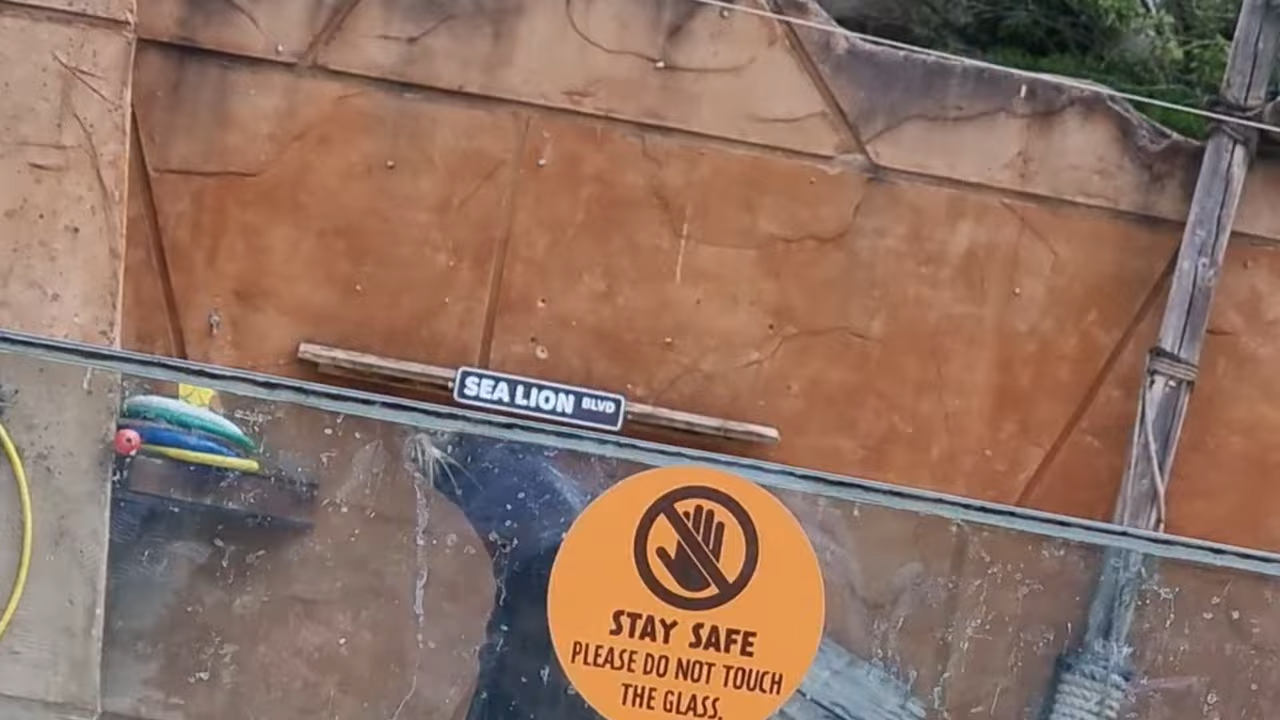 SEA LION BLVD
STAY SAFE
PLEASE DO NOT TOUCH
THE GLASS.